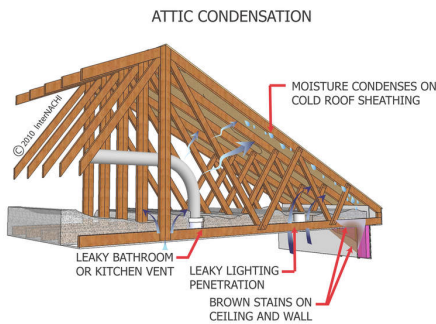 ATTIC CONDENSATION
© 2010 InterNACHI
MOISTURE CONDENSES ON
COLD ROOF SHEATHING
LEAKY BATHROOM
OR KITCHEN VENT
LEAKY LIGHTING
PENETRATION
BROWN STAINS ON
CEILING AND WALL